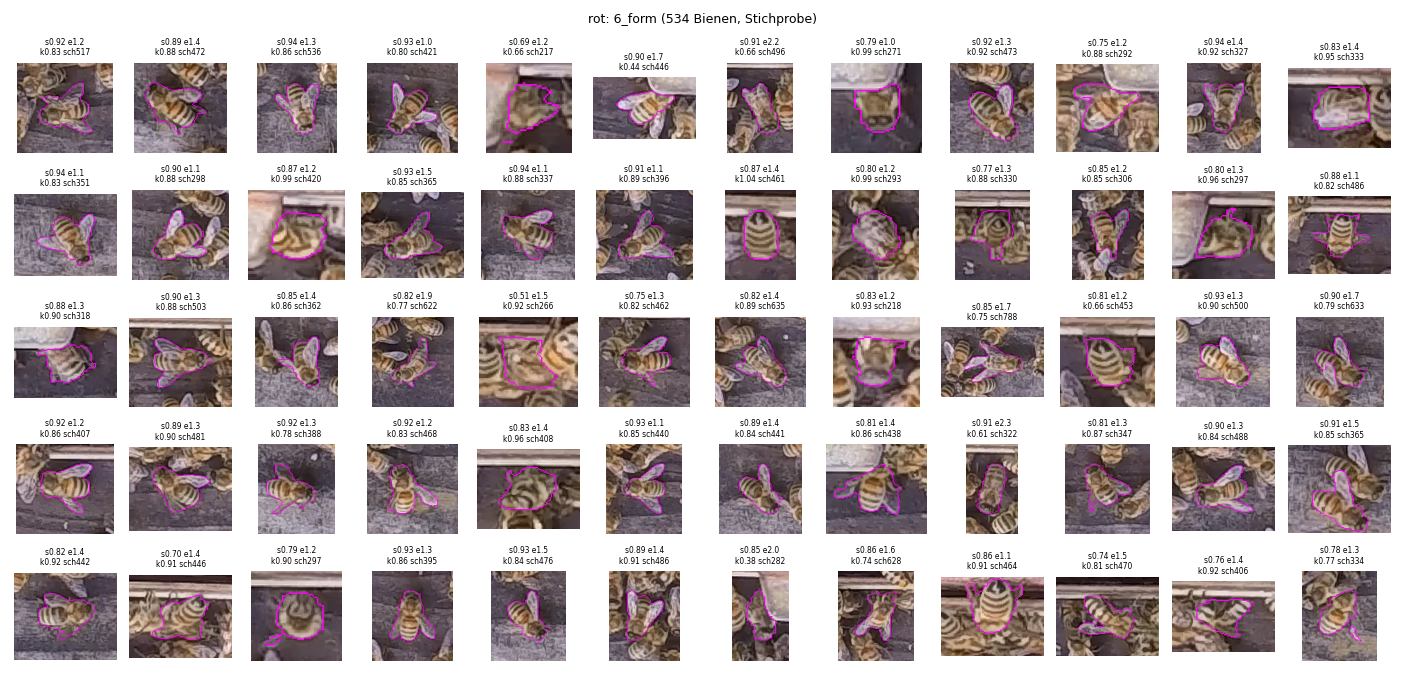 rot: 6_form (534 Bienen, Stichprobe)
s0.92 e1.2
k0.83 sch517
s0.89 e1.4
k0.88 sch472
s0.94 e1.3
k0.86 sch536
s0.93 e1.0
k0.80 sch421
s0.69 e1.2
k0.66 sch217
s0.90 e1.7
k0.44 sch446
s0.91 e2.2
k0.66 sch496
s0.79 e1.0
k0.99 sch271
s0.92 e1.3
k0.92 sch473
s0.75 e1.2
k0.88 sch292
s0.94 e1.4
k0.92 sch327
s0.83 e1.4
k0.95 sch333
s0.94 e1.1
k0.83 sch351
s0.90 e1.1
k0.88 sch298
s0.87 e1.2
k0.99 sch420
s0.93 e1.5
k0.85 sch365
s0.94 e1.1
k0.88 sch337
s0.91 e1.1
k0.89 sch396
s0.87 e1.4
k1.04 sch461
s0.80 e1.2
k0.99 sch293
s0.77 e1.3
k0.88 sch330
s0.85 e1.2
k0.85 sch306
s0.80 e1.3
k0.96 sch297
s0.88 e1.1
k0.82 sch486
s0.88 e1.3
k0.90 sch318
s0.90 e1.3
k0.88 sch503
s0.85 e1.4
k0.86 sch362
s0.82 e1.9
k0.77 sch622
s0.51 e1.5
k0.92 sch266
s0.75 e1.3
k0.82 sch462
s0.82 e1.4
k0.89 sch635
s0.83 e1.2
k0.93 sch218
s0.85 e1.7
k0.75 sch788
s0.81 e1.2
k0.66 sch453
s0.93 e1.3
k0.90 sch500
s0.90 e1.7
k0.79 sch633
s0.92 e1.2
k0.86 sch407
s0.89 e1.3
k0.90 sch481
s0.92 e1.3
k0.78 sch388
s0.92 e1.2
k0.83 sch468
s0.83 e1.4
k0.96 sch408
s0.93 e1.1
k0.85 sch440
s0.89 e1.4
k0.84 sch441
s0.81 e1.4
k0.86 sch438
s0.91 e2.3
k0.61 sch322
s0.81 e1.3
k0.87 sch347
s0.90 e1.3
k0.84 sch488
s0.91 e1.5
k0.85 sch365
s0.82 e1.4
k0.92 sch442
s0.70 e1.4
k0.91 sch446
s0.79 e1.2
k0.90 sch297
s0.93 e1.3
k0.86 sch395
s0.93 e1.5
k0.84 sch476
s0.89 e1.4
k0.91 sch486
s0.85 e2.0
k0.38 sch282
s0.86 e1.6
k0.74 sch628
s0.86 e1.1
k0.91 sch464
s0.74 e1.5
k0.81 sch470
s0.76 e1.4
k0.92 sch406
s0.78 e1.3
k0.77 sch334